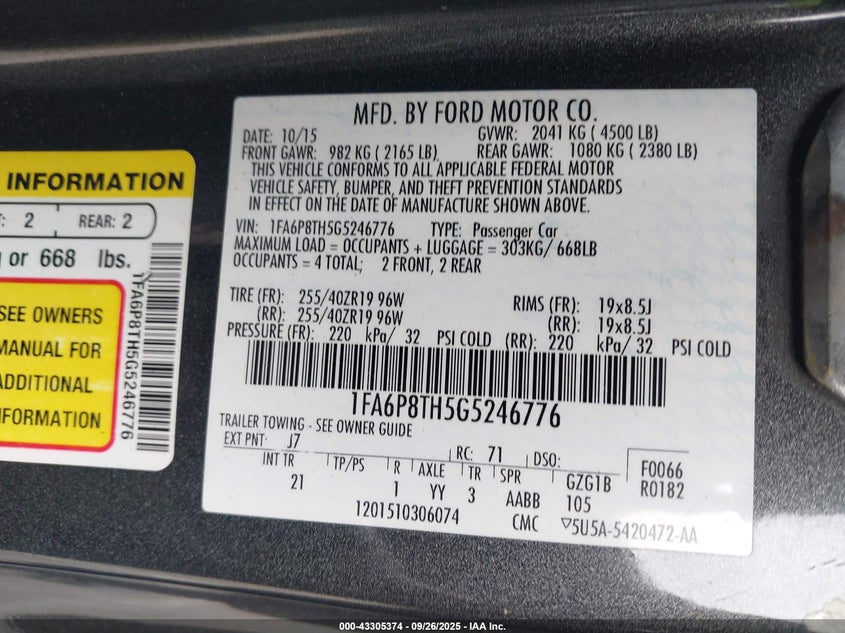 INFORMATION
2 REAR: 2
or 668 lbs.
SEE OWNERS
MANUAL FOR
ADDITIONAL
INFORMATION
1FA6P8TH5G5246776
MFD. BY FORD MOTOR CO.
DATE: 10/15 GVWR: 2041 KG ( 4500 LB)
FRONT GAWR: 982 KG ( 2165 LB) REAR GAWR: 1080 KG ( 2380 LB)
THIS VEHICLE CONFORMS TO ALL APPLICABLE FEDERAL MOTOR
VEHICLE SAFETY, BUMPER, AND THEFT PREVENTION STANDARDS
IN EFFECT ON THE DATE OF MANUFACTURE SHOWN ABOVE.
VIN: 1FA6P8TH5G5246776 TYPE: Passenger Car
MAXIMUM LOAD = OCCUPANTS + LUGGAGE = 303KG/ 668LB
OCCUPANTS = 4 TOTAL; 2 FRONT, 2 REAR
TIRE (FR): 255/40ZR19 96W RIMS (FR): 19x8.5J
(RR): 255/40ZR19 96W (RR): 19x8.5J
PRESSURE (FR): 220 kPa/ 32 PSI COLD (RR): 220 kPa/ 32 PSI COLD
1FA6P8TH5G5246776
TRAILER TOWING - SEE OWNER GUIDE
EXT PNT: J7 RC: 71 DSO: F0066
INT TR TP/PS R AXLE TR SPR GZG1B R0182
21 1 YY 3 AABB 105
1201510306074 CMC 5U5A-5420472-AA
000-43305374 - 09/26/2025 - IAA Inc.